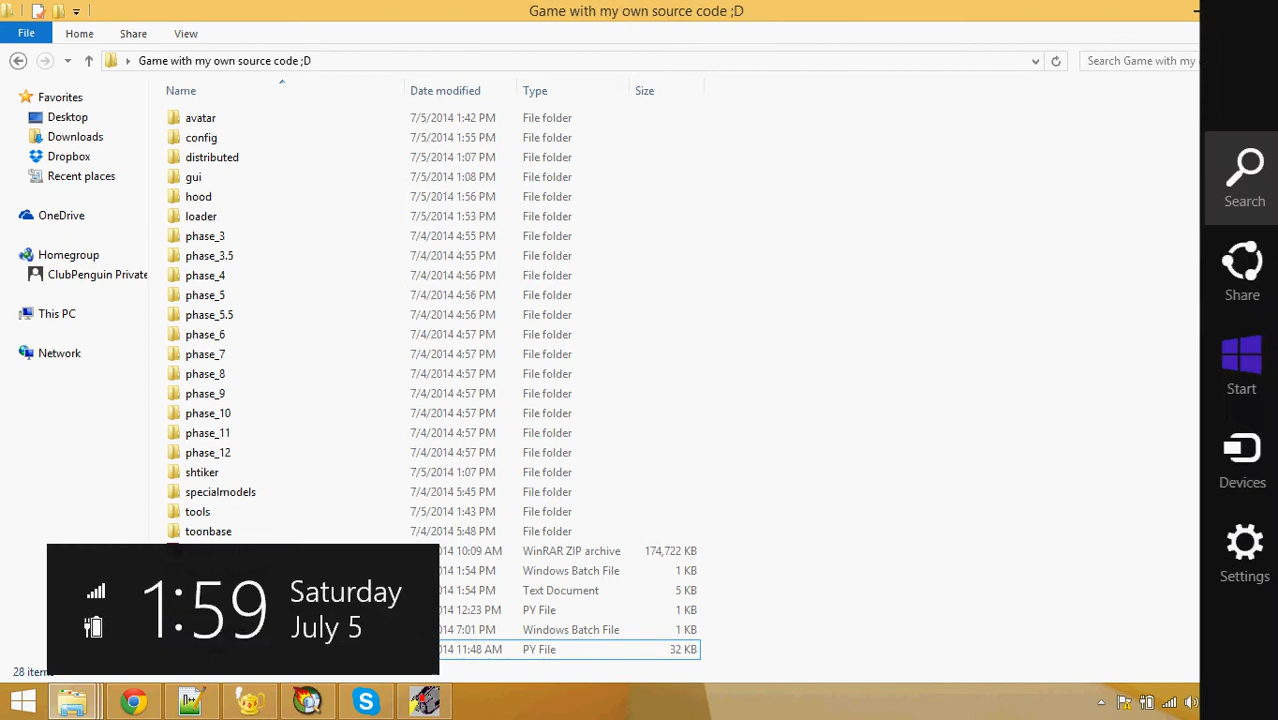 Game with my own source code ;D
File Home Share View
Game with my own source code ;D Search Game with my
Name Date modified Type Size
Favorites
Desktop
Downloads
Dropbox
Recent places
OneDrive
Homegroup
ClubPenguin Private
This PC
Network
avatar 7/5/2014 1:42 PM File folder
config 7/5/2014 1:55 PM File folder
distributed 7/5/2014 1:07 PM File folder
gui 7/5/2014 1:08 PM File folder
hood 7/5/2014 1:56 PM File folder
loader 7/5/2014 1:53 PM File folder
phase_3 7/4/2014 4:55 PM File folder
phase_3.5 7/4/2014 4:55 PM File folder
phase_4 7/4/2014 4:56 PM File folder
phase_5 7/4/2014 4:56 PM File folder
phase_5.5 7/4/2014 4:56 PM File folder
phase_6 7/4/2014 4:57 PM File folder
phase_7 7/4/2014 4:57 PM File folder
phase_8 7/4/2014 4:57 PM File folder
phase_9 7/4/2014 4:57 PM File folder
phase_10 7/4/2014 4:57 PM File folder
phase_11 7/4/2014 4:57 PM File folder
phase_12 7/4/2014 4:57 PM File folder
shtiker 7/5/2014 1:07 PM File folder
specialmodels 7/4/2014 5:45 PM File folder
tools 7/5/2014 1:43 PM File folder
toonbase 7/4/2014 5:48 PM File folder
014 10:09 AM WinRAR ZIP archive 174,722 KB
014 1:54 PM Windows Batch File 1 KB
014 1:54 PM Text Document 5 KB
014 12:23 PM PY File 1 KB
014 7:01 PM Windows Batch File 1 KB
014 11:48 AM PY File 32 KB
28 items
1:59
Saturday
July 5
Search
Share
Start
Devices
Settings